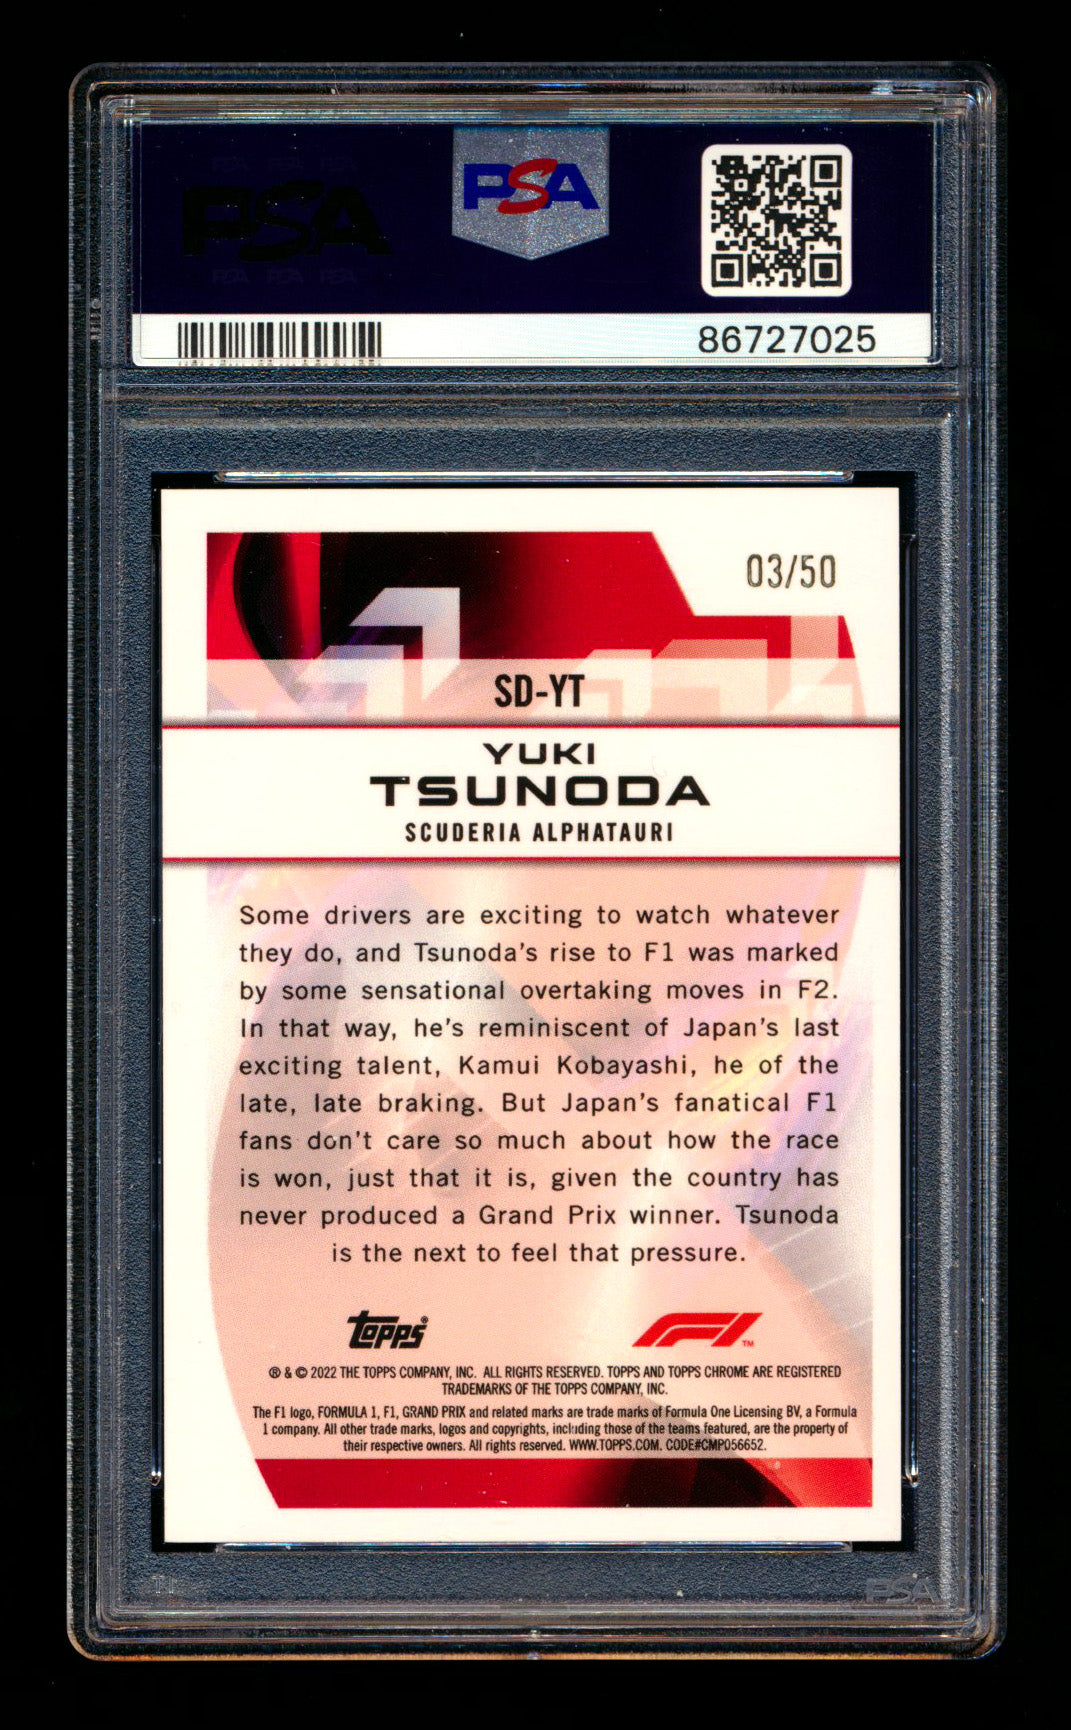 PSA PSA PSA
PSA
PSA PSA PSA
PSA
86727025
03/50
SD-YT
YUKI
TSUNODA
SCUDERIA ALPHATAURI
Some drivers are exciting to watch whatever
they do, and Tsunoda's rise to F1 was marked
by some sensational overtaking moves in F2.
In that way, he's reminiscent of Japan's last
exciting talent, Kamui Kobayashi, he of the
late, late braking. But Japan's fanatical F1
fans don't care so much about how the race
is won, just that it is, given the country has
never produced a Grand Prix winner. Tsunoda
is the next to feel that pressure.
Topps® F1™
® & © 2022 THE TOPPS COMPANY, INC. ALL RIGHTS RESERVED. TOPPS AND TOPPS CHROME ARE REGISTERED
TRADEMARKS OF THE TOPPS COMPANY, INC.
The F1 logo, FORMULA 1, F1, GRAND PRIX and related marks are trade marks of Formula One Licensing BV, a Formula
1 company. All other trade marks, logos and copyrights, including those of the teams featured, are the property of
their respective owners. All rights reserved. WWW.TOPPS.COM. CODE#CMP056652.
PSA